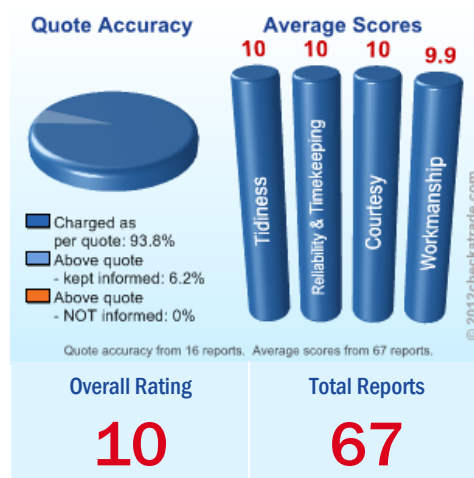 Quote Accuracy
Average Scores
10
10
10
9.9
Tidiness
Reliability & Timekeeping
Courtesy
Workmanship
Charged as
per quote: 93.8%
Above quote
- kept informed: 6.2%
Above quote
- NOT informed: 0%
© 2012checkatrade.com
Quote accuracy from 16 reports. Average scores from 67 reports.
Overall Rating
Total Reports
10
67